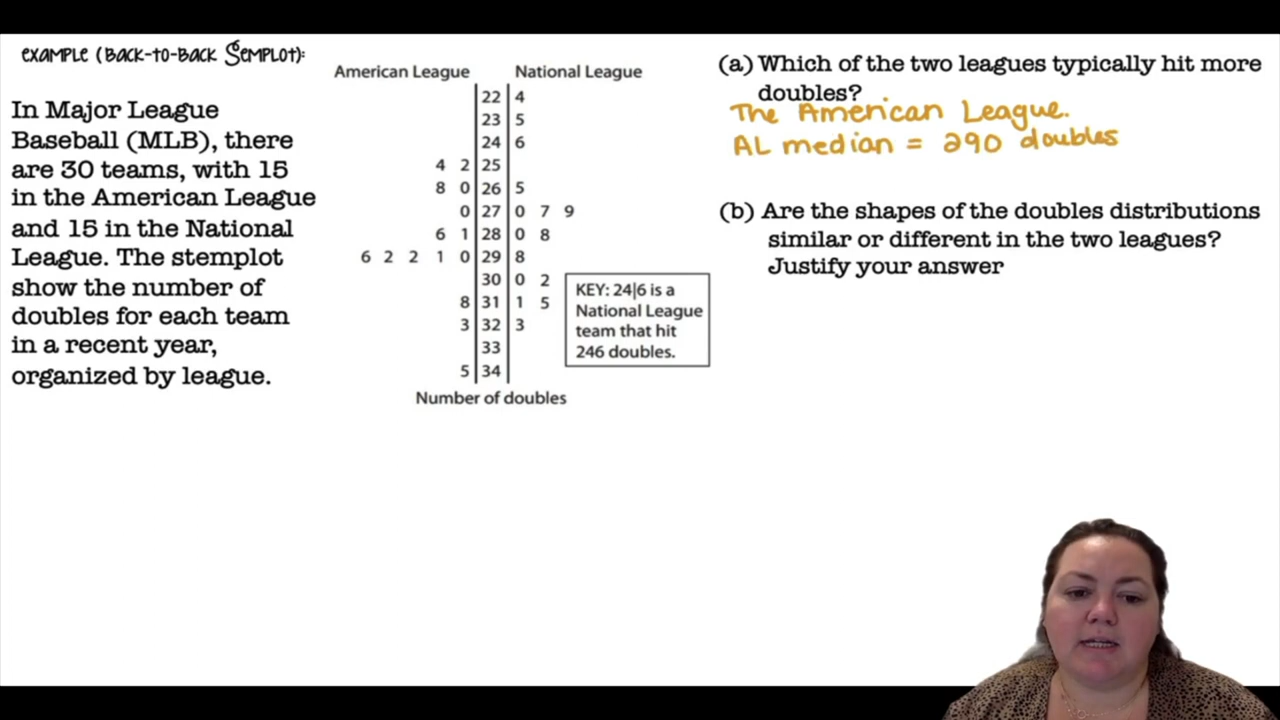 Example (Back-to-Back Semplot):
In Major League
Baseball (MLB), there
are 30 teams, with 15
in the American League
and 15 in the National
League. The stemplot
show the number of
doubles for each team
in a recent year,
organized by league.
American League National League
22 4
23 5
24 6
4 2 25
8 0 26 5
0 27 0 7 9
6 1 28 0 8
6 2 2 1 0 29 8
30 0 2
8 31 1 5
3 32 3
33
5 34
Number of doubles
KEY: 24|6 is a
National League
team that hit
246 doubles.
(a) Which of the two leagues typically hit more
doubles?
The American League.
AL median = 290 doubles
(b) Are the shapes of the doubles distributions
similar or different in the two leagues?
Justify your answer